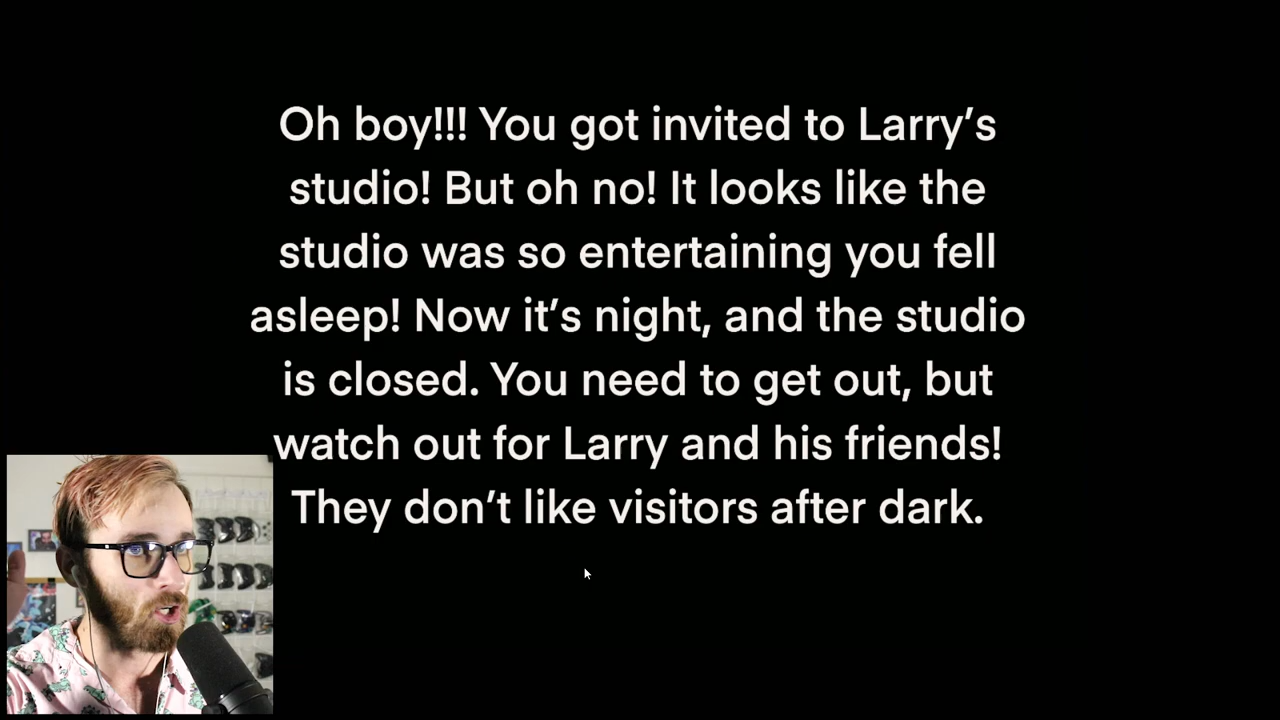 Oh boy!!! You got invited to Larry’s
studio! But oh no! It looks like the
studio was so entertaining you fell
asleep! Now it’s night, and the studio
is closed. You need to get out, but
watch out for Larry and his friends!
They don’t like visitors after dark.